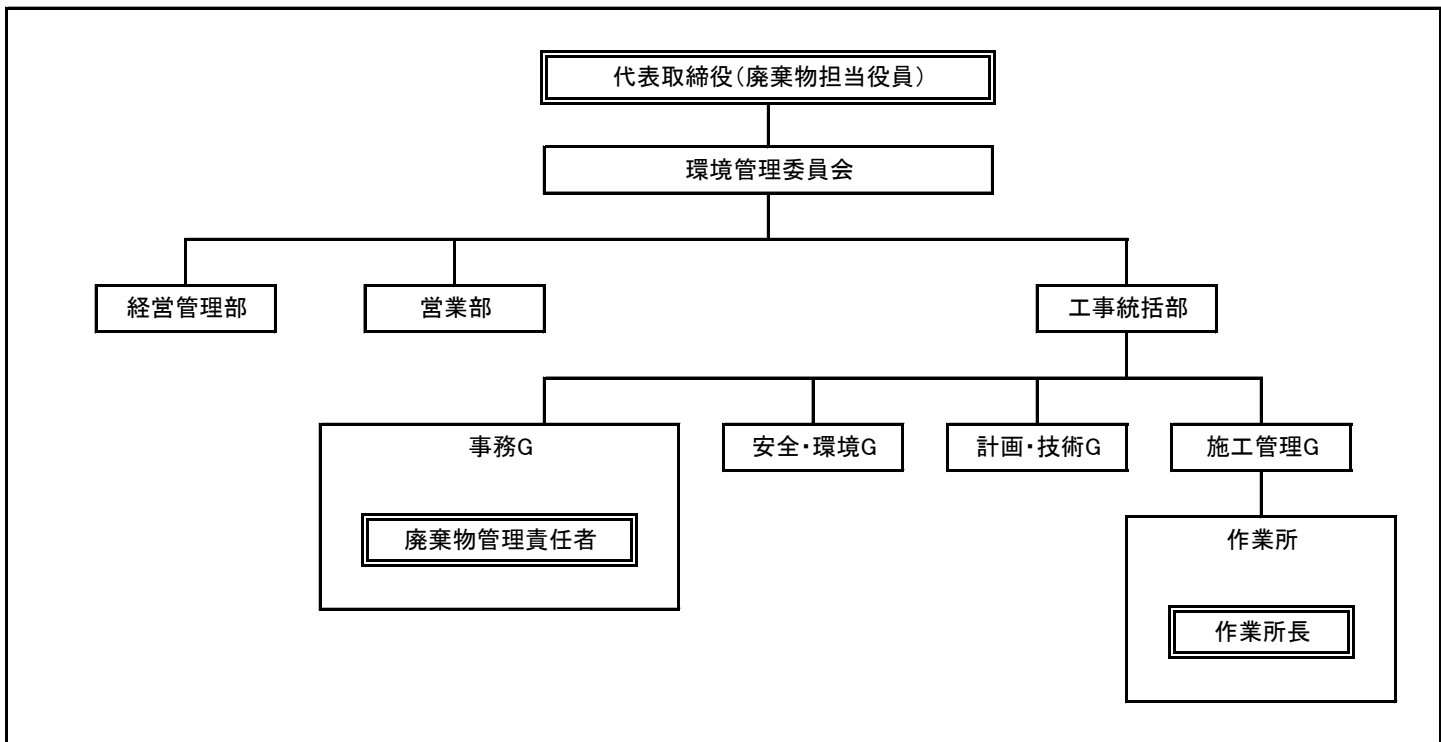 代表取締役(廃棄物担当役員)
環境管理委員会
経営管理部
営業部
工事統括部
事務G
安全・環境G
計画・技術G
施工管理G
廃棄物管理責任者
作業所
作業所長